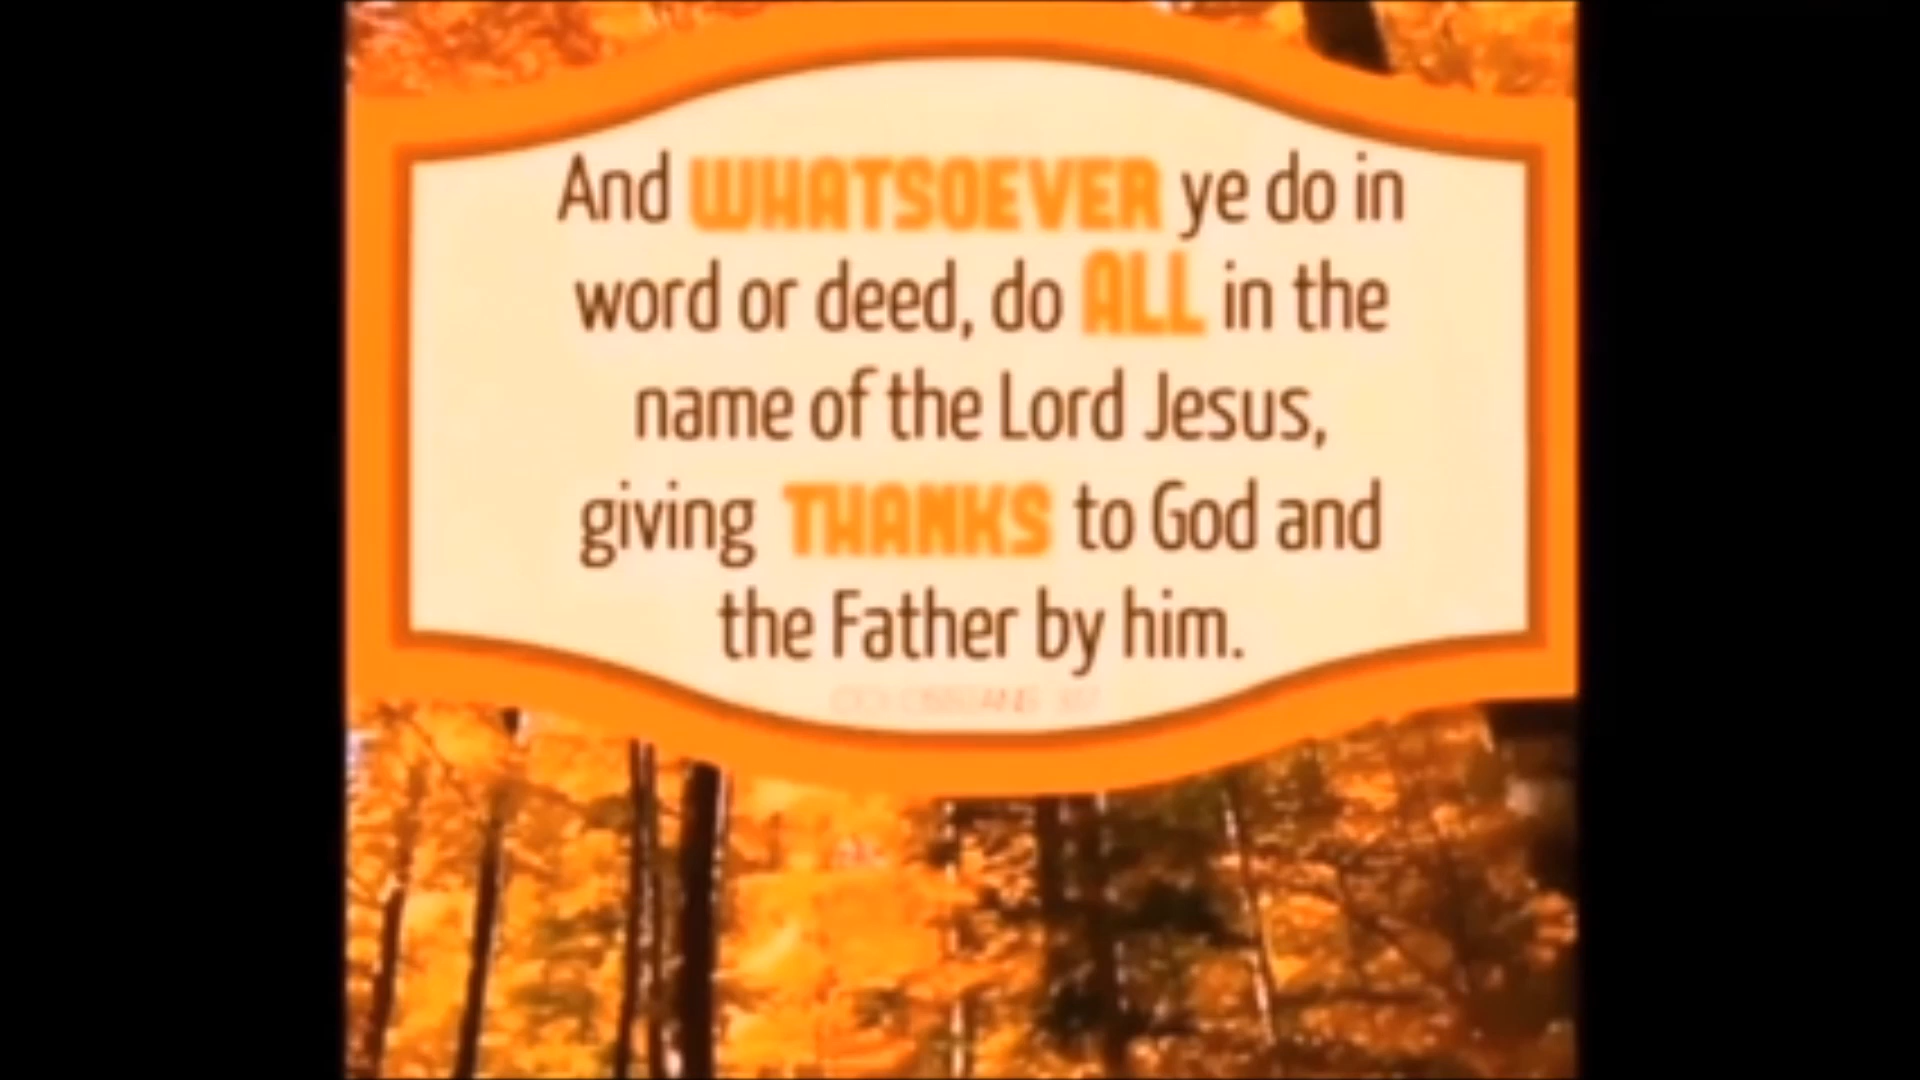 And WHATSOEVER ye do in
word or deed, do ALL in the
name of the Lord Jesus,
giving THANKS to God and
the Father by him.